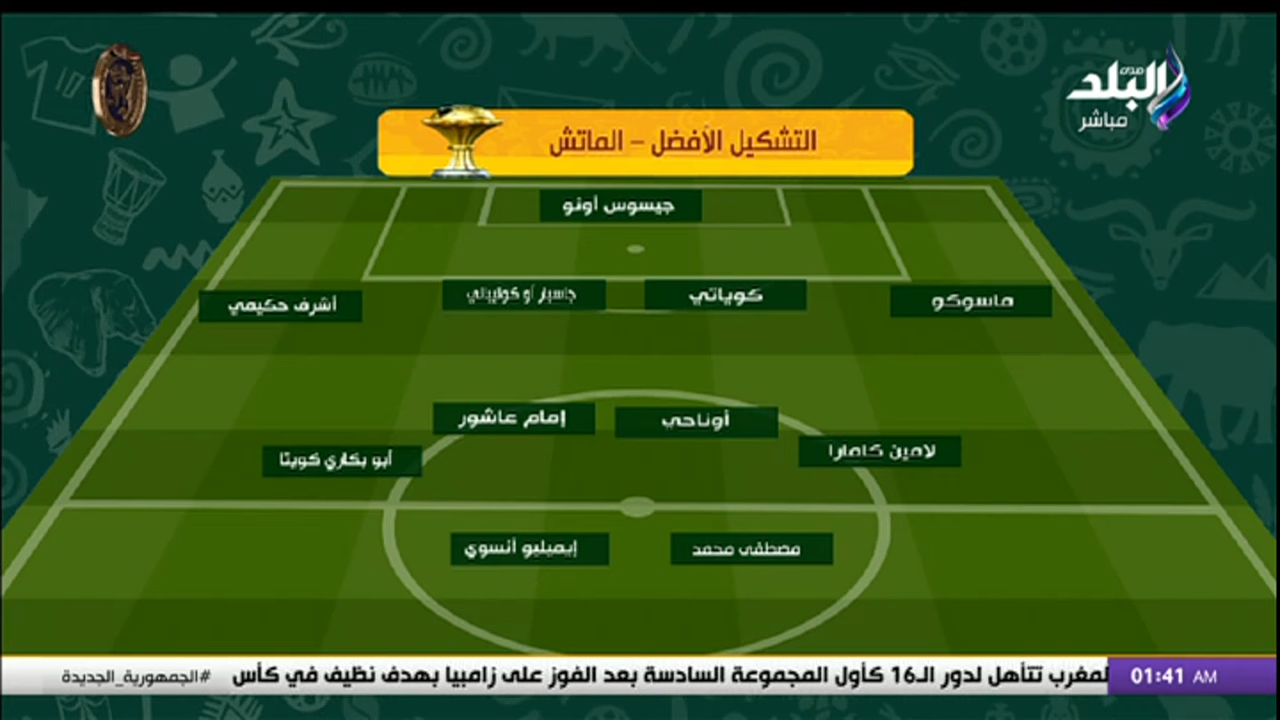 صدى
البلد
مباشر
التشكيل الأفضل – الماتش
جيسوس أونو
ماسوكو
كوياتي
جاسبار أو كوليبالي
أشرف حكيمي
أوناحي
إمام عاشور
لامين كامارا
أبو بكاري كويتا
مصطفى محمد
إيميليو أنسوي
لمغرب تتأهل لدور الـ16 كأول المجموعة السادسة بعد الفوز على زامبيا بهدف نظيف في كأس
#الجمهورية_الجديدة
01:41 AM